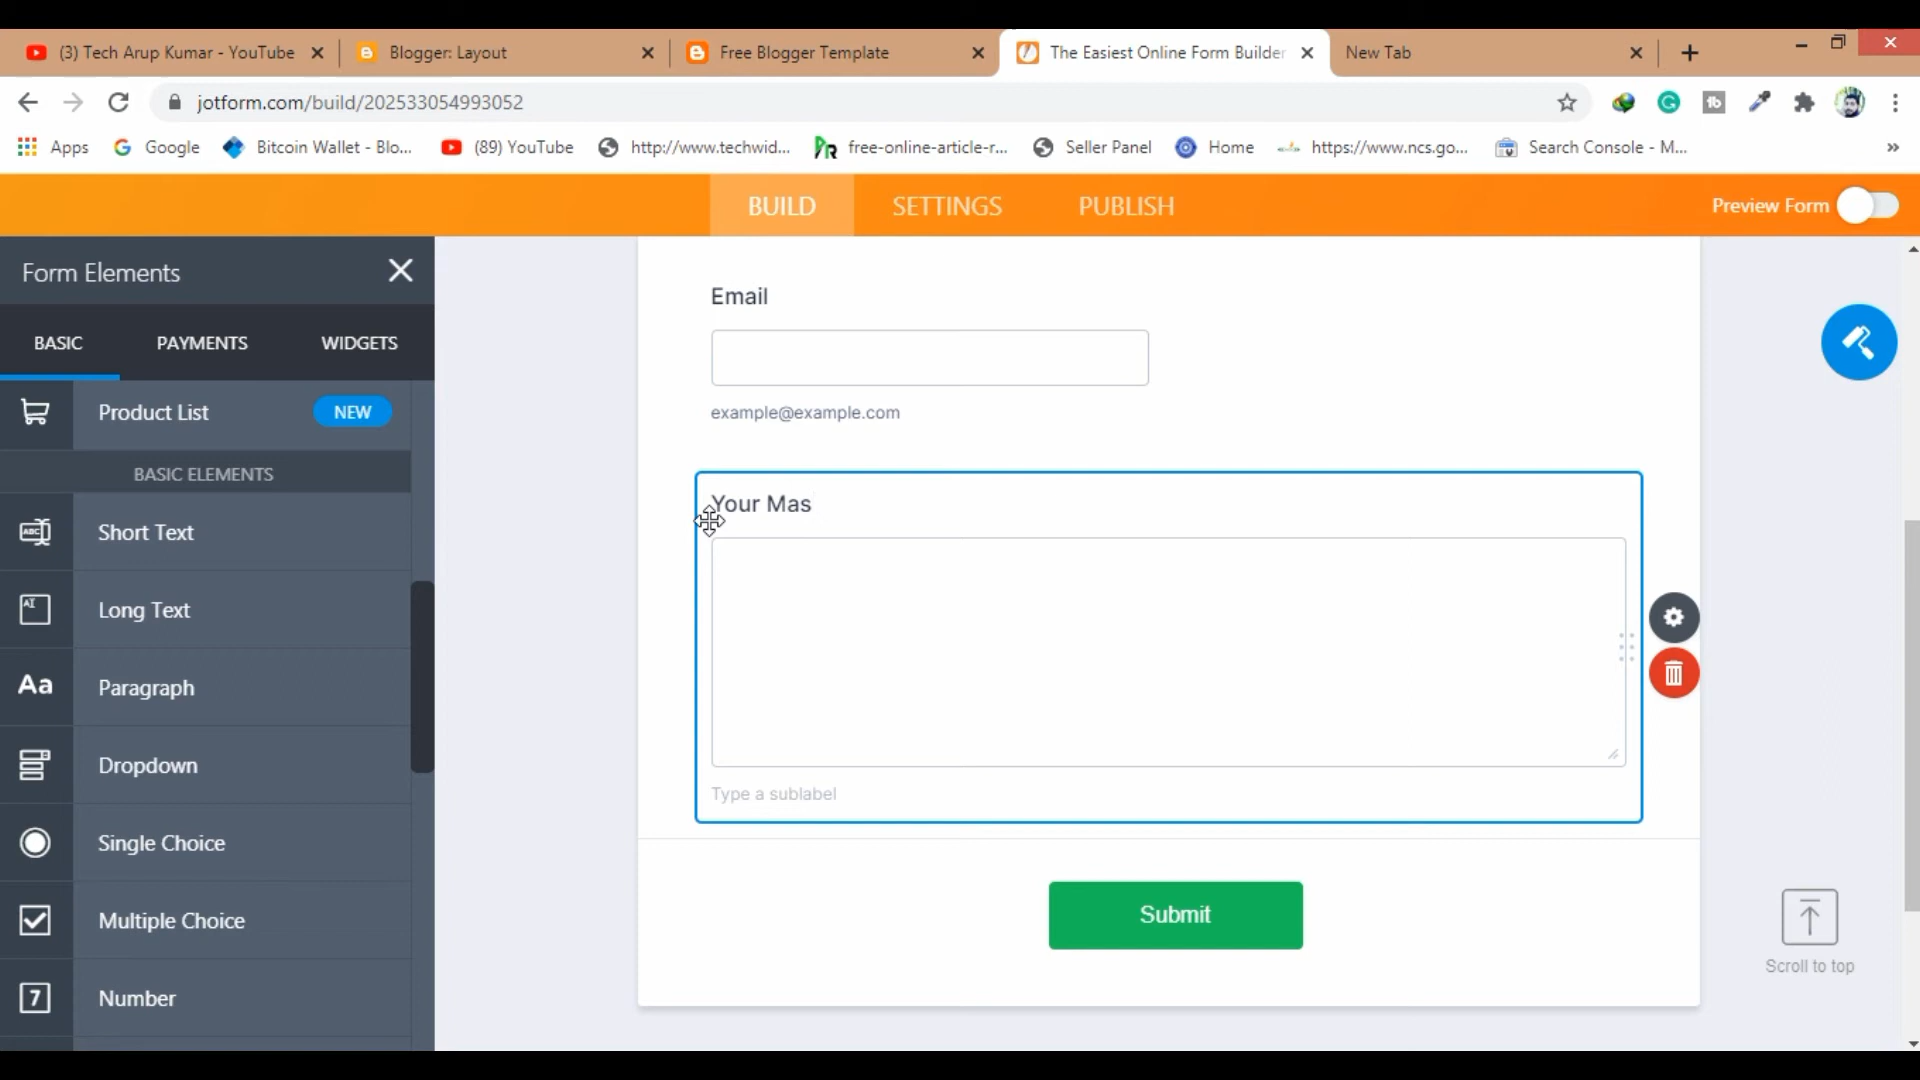 (3) Tech Arup Kumar - YouTube
Blogger: Layout
Free Blogger Template
The Easiest Online Form Builder
New Tab
jotform.com/build/202533054993052
Apps
Google
Bitcoin Wallet - Blo...
(89) YouTube
http://www.techwid...
free-online-article-r...
Seller Panel
Home
https://www.ncs.go...
Search Console - M...
»
BUILD
SETTINGS
PUBLISH
Preview Form
Form Elements
BASIC
PAYMENTS
WIDGETS
Product List
NEW
BASIC ELEMENTS
Short Text
Long Text
Aa
Paragraph
Dropdown
Single Choice
Multiple Choice
7
Number
Email
example@example.com
Your Mas
Type a sublabel
Submit
Scroll to top